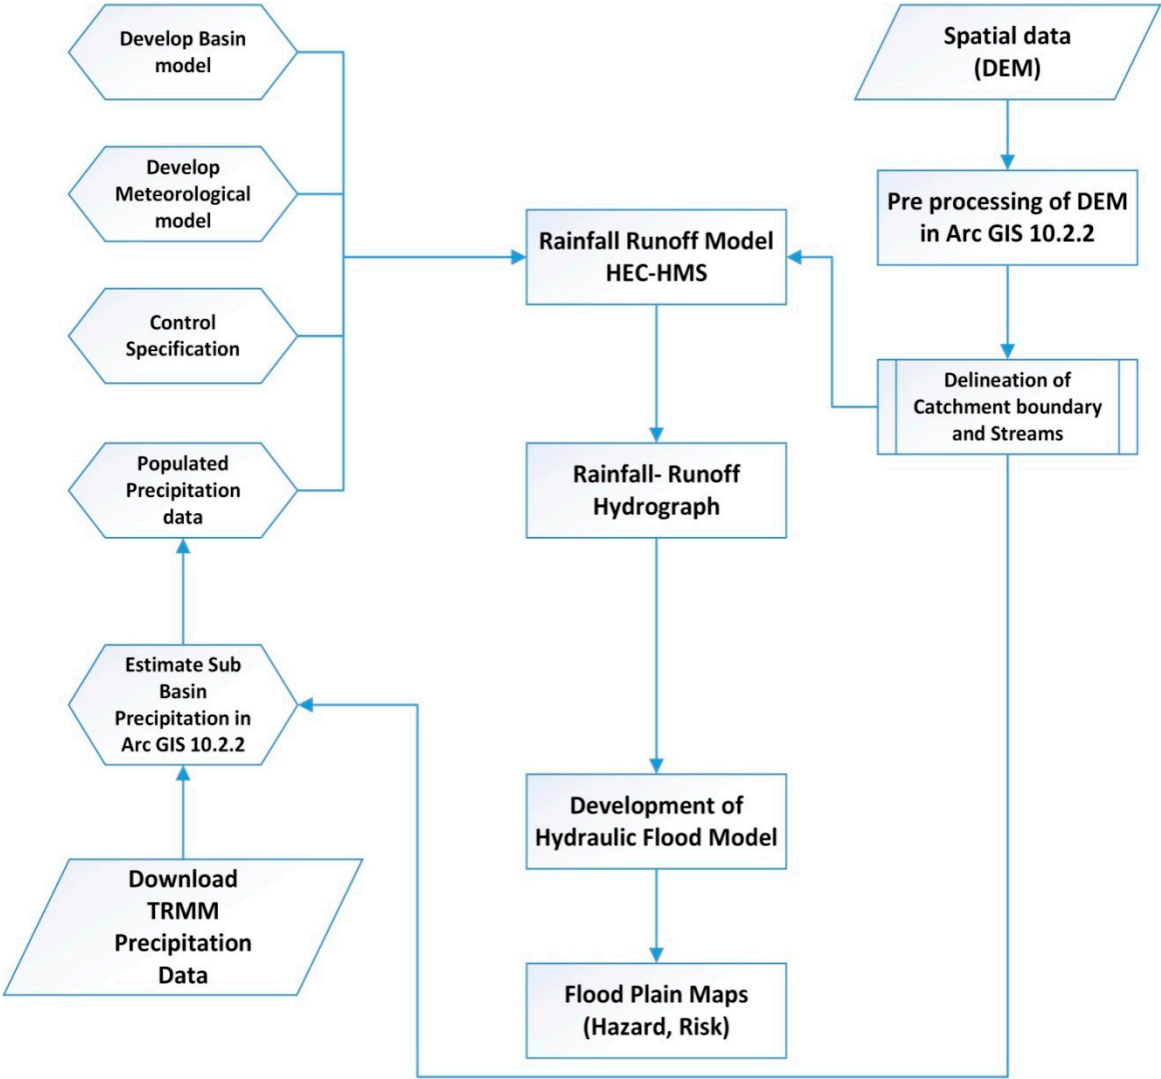 Develop Basin
model
Develop
Meteorological
model
Control
Specification
Populated
Precipitation
data
Estimate Sub
Basin
Precipitation in
Arc GIS 10.2.2
Download
TRMM
Precipitation
Data
Rainfall Runoff Model
HEC-HMS
Rainfall- Runoff
Hydrograph
Development of
Hydraulic Flood Model
Flood Plain Maps
(Hazard, Risk)
Spatial data
(DEM)
Pre processing of DEM
in Arc GIS 10.2.2
Delineation of
Catchment boundary
and Streams